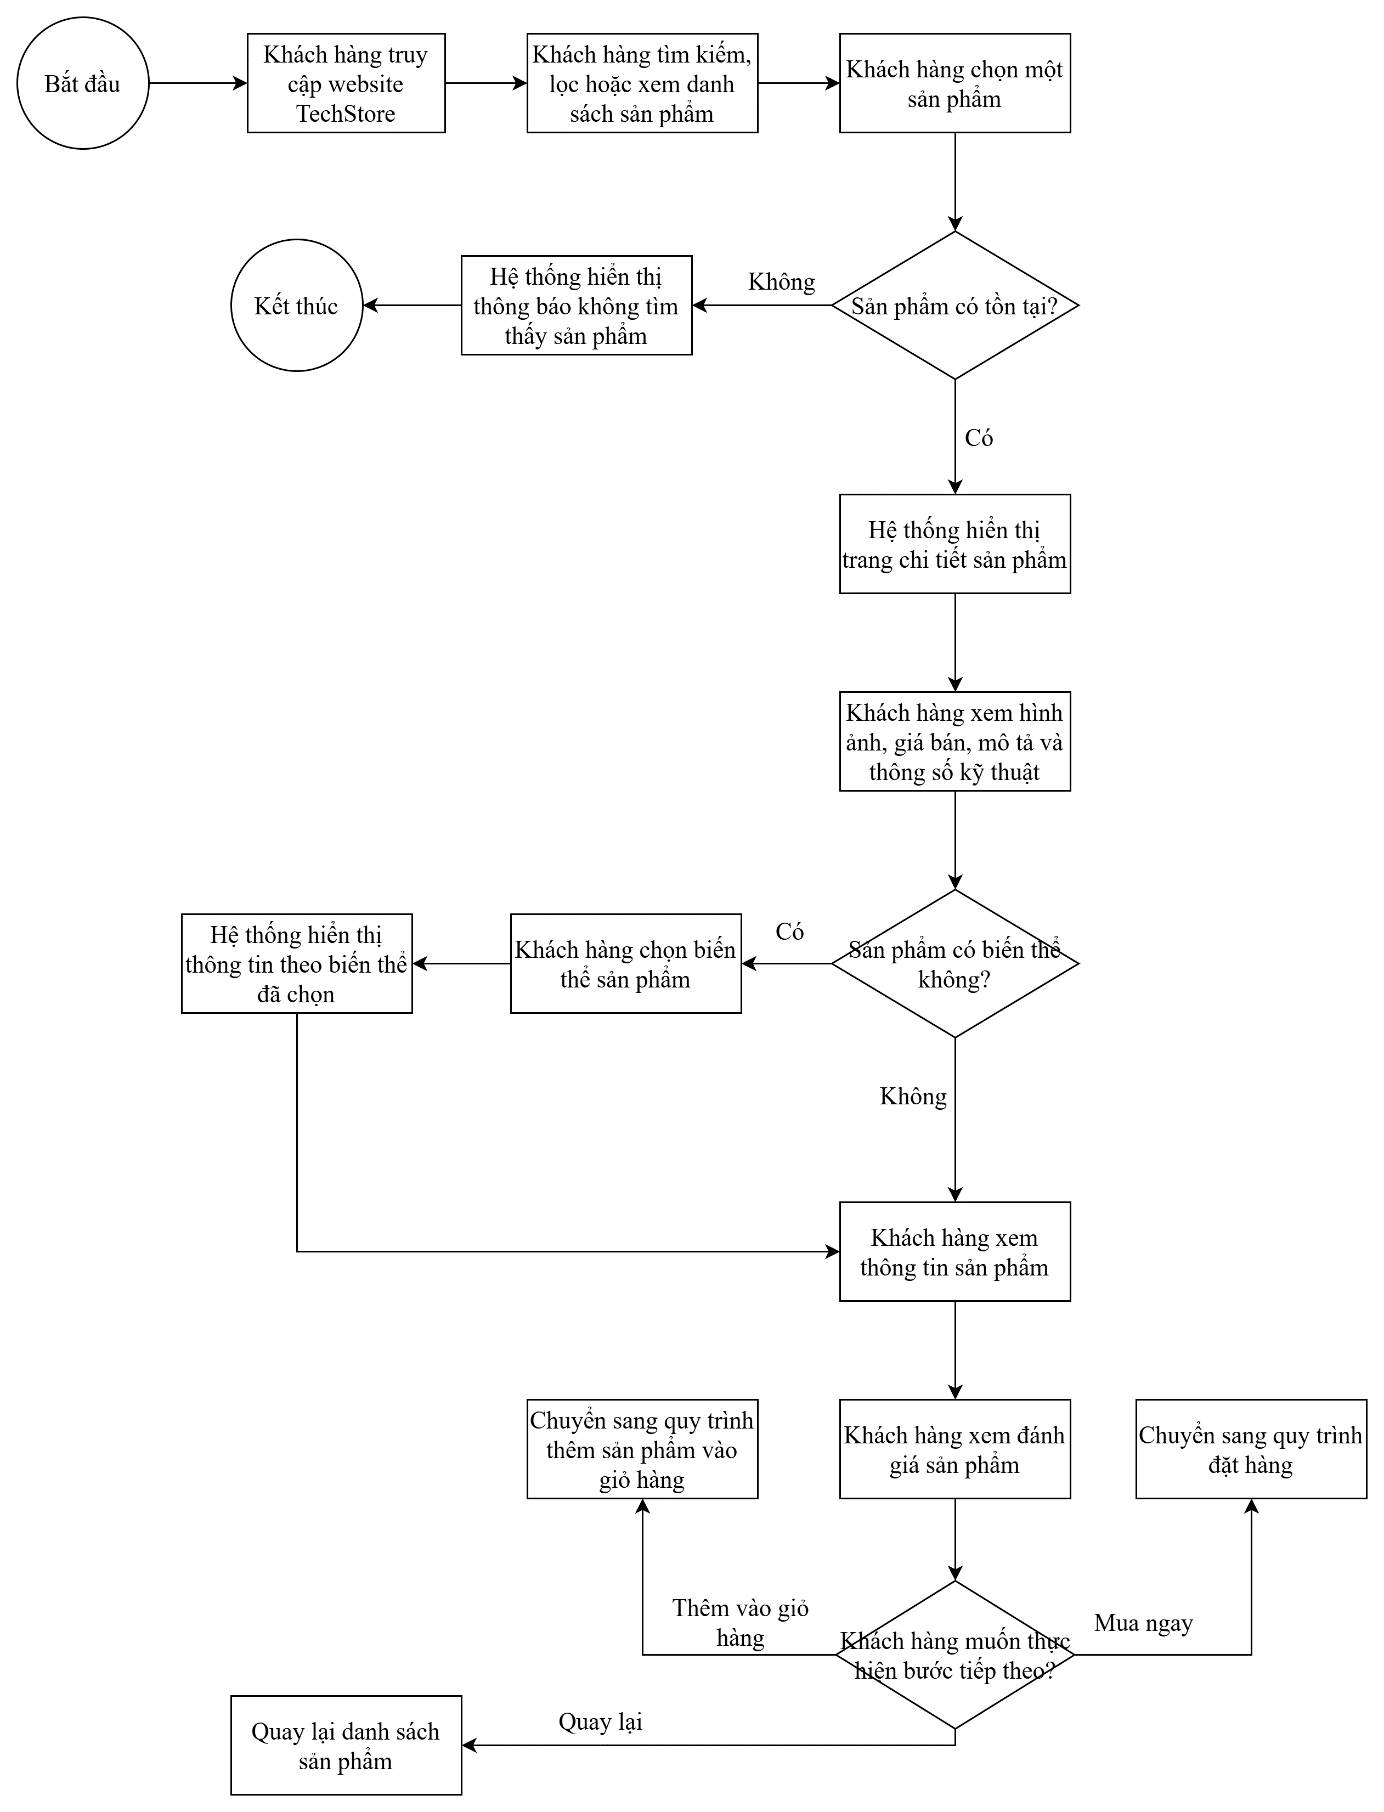 Bắt đầu
Khách hàng truy
cập website
TechStore
Khách hàng tìm kiếm,
lọc hoặc xem danh
sách sản phẩm
Khách hàng chọn một
sản phẩm
Kết thúc
Hệ thống hiển thị
thông báo không tìm
thấy sản phẩm
Không
Sản phẩm có tồn tại?
Có
Hệ thống hiển thị
trang chi tiết sản phẩm
Khách hàng xem hình
ảnh, giá bán, mô tả và
thông số kỹ thuật
Hệ thống hiển thị
thông tin theo biến thể
đã chọn
Khách hàng chọn biến
thể sản phẩm
Có
Sản phẩm có biến thể
không?
Không
Khách hàng xem
thông tin sản phẩm
Chuyển sang quy trình
thêm sản phẩm vào
giỏ hàng
Khách hàng xem đánh
giá sản phẩm
Chuyển sang quy trình
đặt hàng
Thêm vào giỏ
hàng
Khách hàng muốn thực
hiện bước tiếp theo?
Mua ngay
Quay lại
Quay lại danh sách
sản phẩm